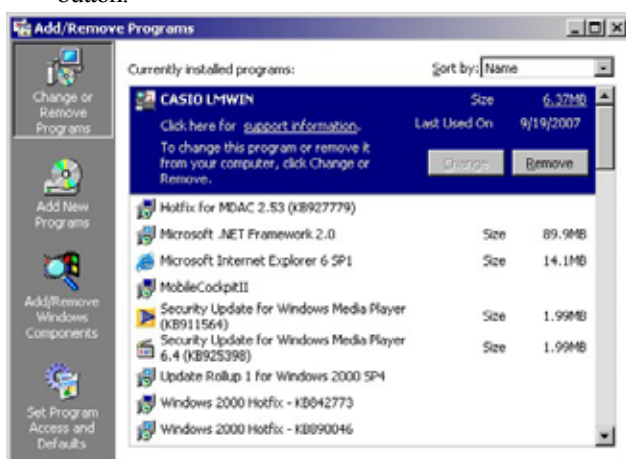 button.
Add/Remove Programs
Currently installed programs:
Sort by: Name
Change or
Remove
Programs
CASIO LMWIN
Size 6.37MB
Click here for support information.
Last Used On 9/19/2007
To change this program or remove it
from your computer, click Change or
Remove.
Change Remove
Add New
Programs
Hotfix for MDAC 2.53 (KB927779)
Microsoft .NET Framework 2.0 Size 89.9MB
Microsoft Internet Explorer 6 SP1 Size 14.1MB
MobileCockpitII
Add/Remove
Windows
Components
Security Update for Windows Media Player
(KB911564) Size 1.99MB
Security Update for Windows Media Player
6.4 (KB925398) Size 1.99MB
Update Rollup 1 for Windows 2000 SP4
Windows 2000 Hotfix - KB842773
Windows 2000 Hotfix - KB890046
Set Program
Access and
Defaults